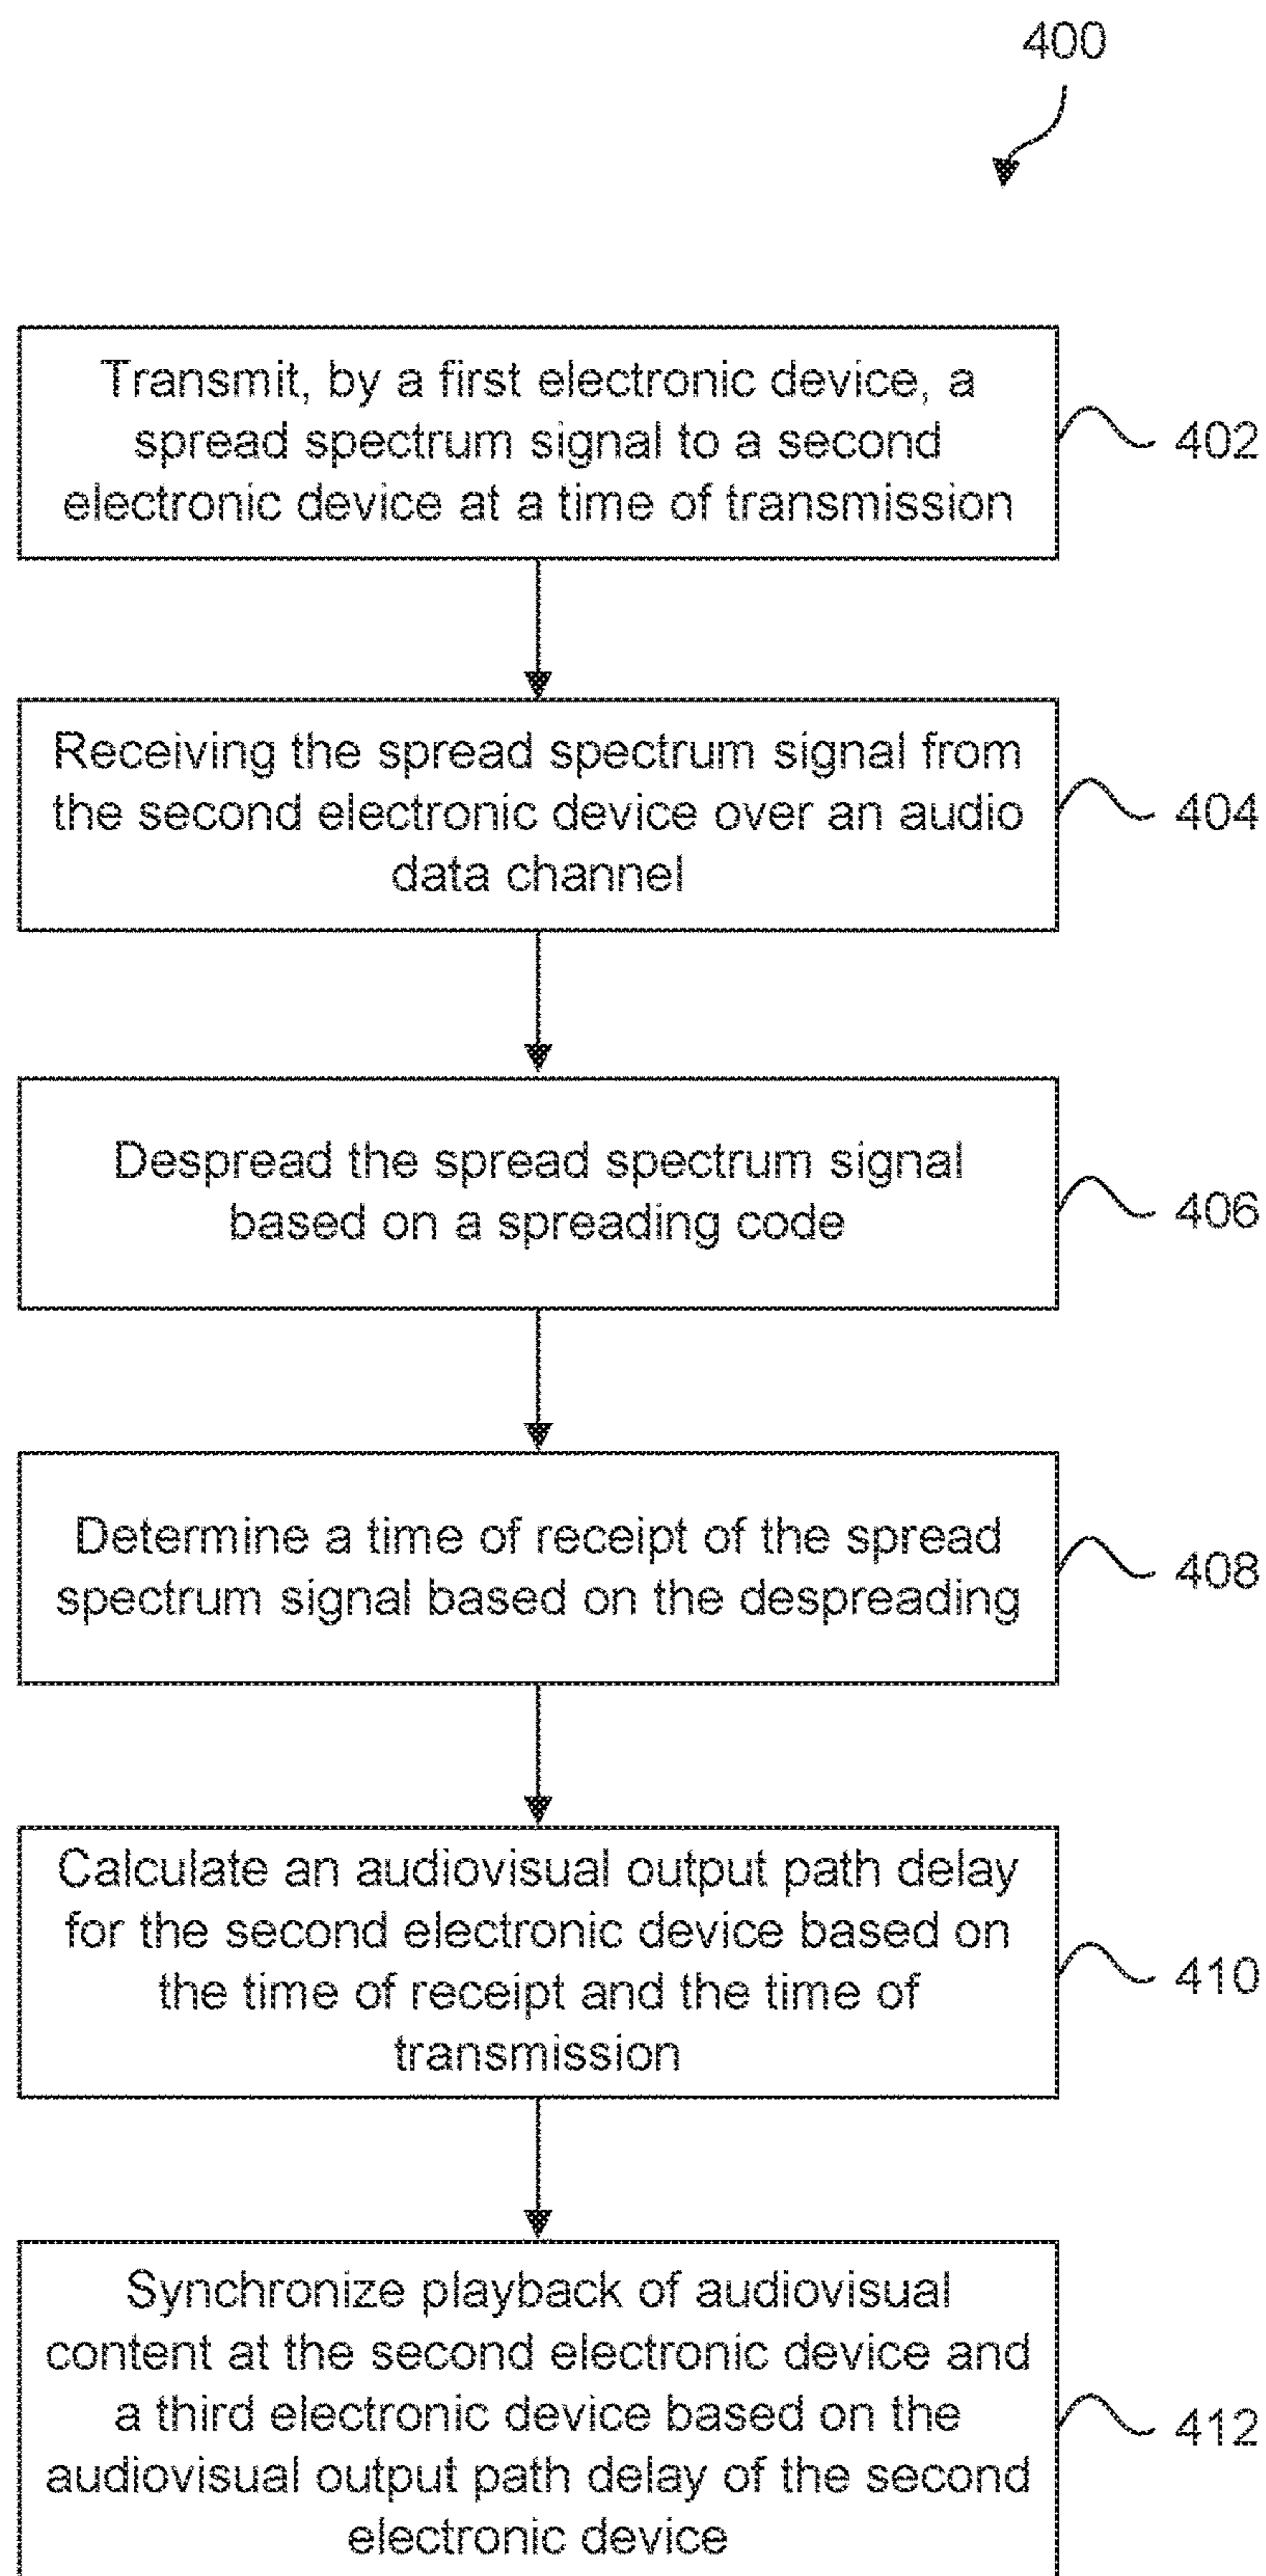 400
Transmit, by a first electronic device, a
spread spectrum signal to a second
electronic device at a time of transmission
402
Receiving the spread spectrum signal from
the second electronic device over an audio
data channel
404
Despread the spread spectrum signal
based on a spreading code
406
Determine a time of receipt of the spread
spectrum signal based on the despreading
408
Calculate an audiovisual output path delay
for the second electronic device based on
the time of receipt and the time of
transmission
410
Synchronize playback of audiovisual
content at the second electronic device and
a third electronic device based on the
audiovisual output path delay of the second
electronic device
412